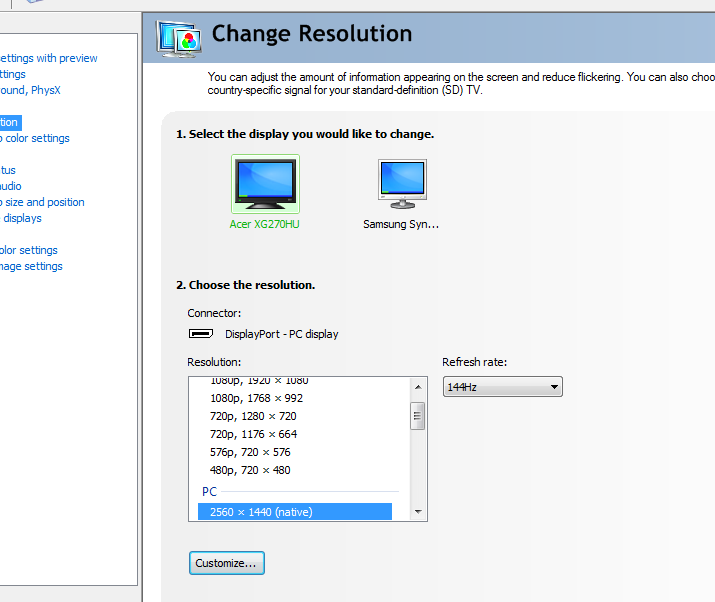 Change Resolution
You can adjust the amount of information appearing on the screen and reduce flickering. You can also choo
country-specific signal for your standard-definition (SD) TV.
ettings with preview
ttings
ound, PhysX
tion
o color settings
tus
audio
p size and position
displays
olor settings
mage settings
1. Select the display you would like to change.
Acer XG270HU
Samsung Syn...
2. Choose the resolution.
Connector:
DisplayPort - PC display
Resolution:
1080p, 1920 × 1080
1080p, 1768 × 992
720p, 1280 × 720
720p, 1176 × 664
576p, 720 × 576
480p, 720 × 480
PC
2560 × 1440 (native)
Refresh rate:
144Hz
Customize...